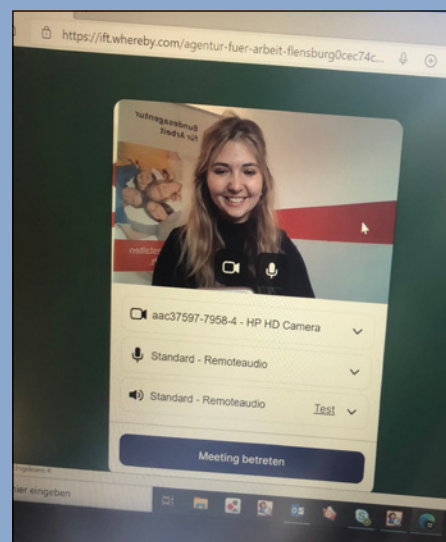 https://ift.whereby.com/agentur-fuer-arbeit-flensburg0cec74c...
Bundesagentur
für Arbeit
aac37597-7958-4 - HP HD Camera
Standard - Remoteaudio
Standard - Remoteaudio
Test
Meeting betreten
hier eingeben